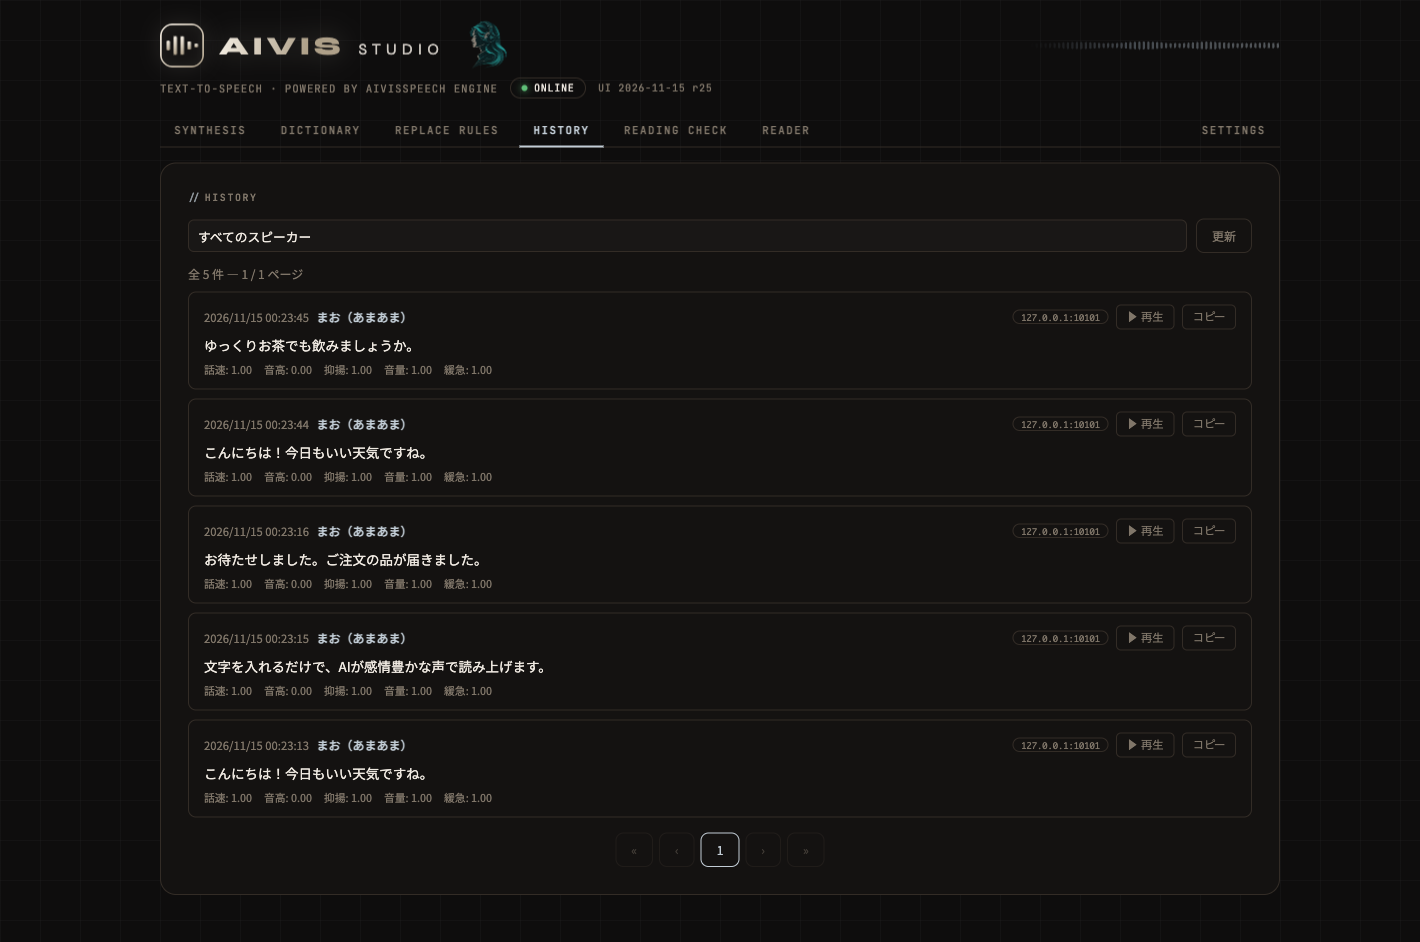 AIVIS STUDIO
TEXT-TO-SPEECH · POWERED BY AIVISSPEECH ENGINE ONLINE UI 2026-11-15 r25
SYNTHESIS DICTIONARY REPLACE RULES HISTORY READING CHECK READER SETTINGS
// HISTORY
すべてのスピーカー 更新
全 5 件 — 1 / 1 ページ
2026/11/15 00:23:45 まお（あまあま） 127.0.0.1:10101 ▶ 再生 コピー
ゆっくりお茶でも飲みましょうか。
話速: 1.00 音高: 0.00 抑揚: 1.00 音量: 1.00 緩急: 1.00
2026/11/15 00:23:44 まお（あまあま） 127.0.0.1:10101 ▶ 再生 コピー
こんにちは！今日もいい天気ですね。
話速: 1.00 音高: 0.00 抑揚: 1.00 音量: 1.00 緩急: 1.00
2026/11/15 00:23:16 まお（あまあま） 127.0.0.1:10101 ▶ 再生 コピー
お待たせしました。ご注文の品が届きました。
話速: 1.00 音高: 0.00 抑揚: 1.00 音量: 1.00 緩急: 1.00
2026/11/15 00:23:15 まお（あまあま） 127.0.0.1:10101 ▶ 再生 コピー
文字を入れるだけで、AIが感情豊かな声で読み上げます。
話速: 1.00 音高: 0.00 抑揚: 1.00 音量: 1.00 緩急: 1.00
2026/11/15 00:23:13 まお（あまあま） 127.0.0.1:10101 ▶ 再生 コピー
こんにちは！今日もいい天気ですね。
話速: 1.00 音高: 0.00 抑揚: 1.00 音量: 1.00 緩急: 1.00
« ‹ 1 › »